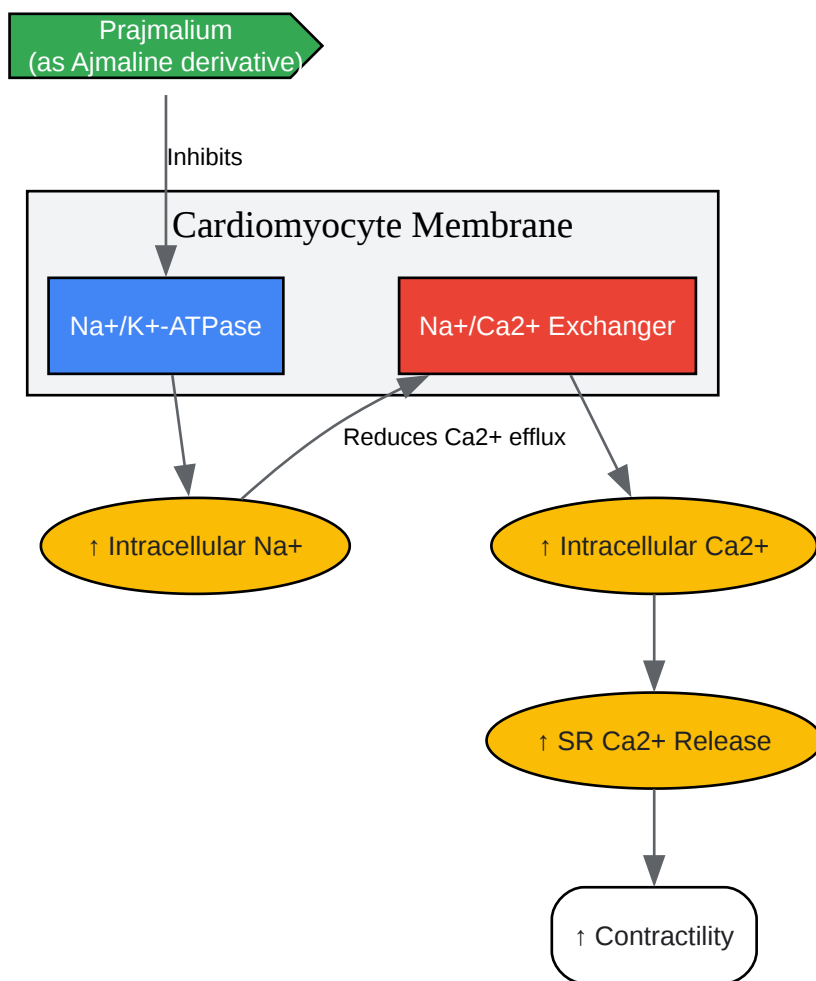 Prajmalium
(as Ajmaline derivative)
Inhibits
Cardiomyocyte Membrane
Na+/K+-ATPase
Na+/Ca2+ Exchanger
Reduces Ca2+ efflux
↑ Intracellular Na+
↑ Intracellular Ca2+
↑ SR Ca2+ Release
↑ Contractility